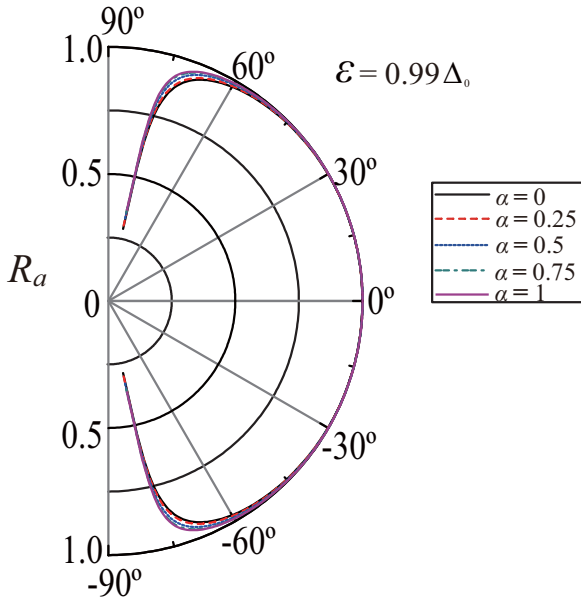 90º
1.0
60º
ε = 0.99Δ₀
0.5
30º
α = 0
α = 0.25
α = 0.5
α = 0.75
α = 1
Rₐ
0
0º
0.5
-30º
1.0
-60º
-90º